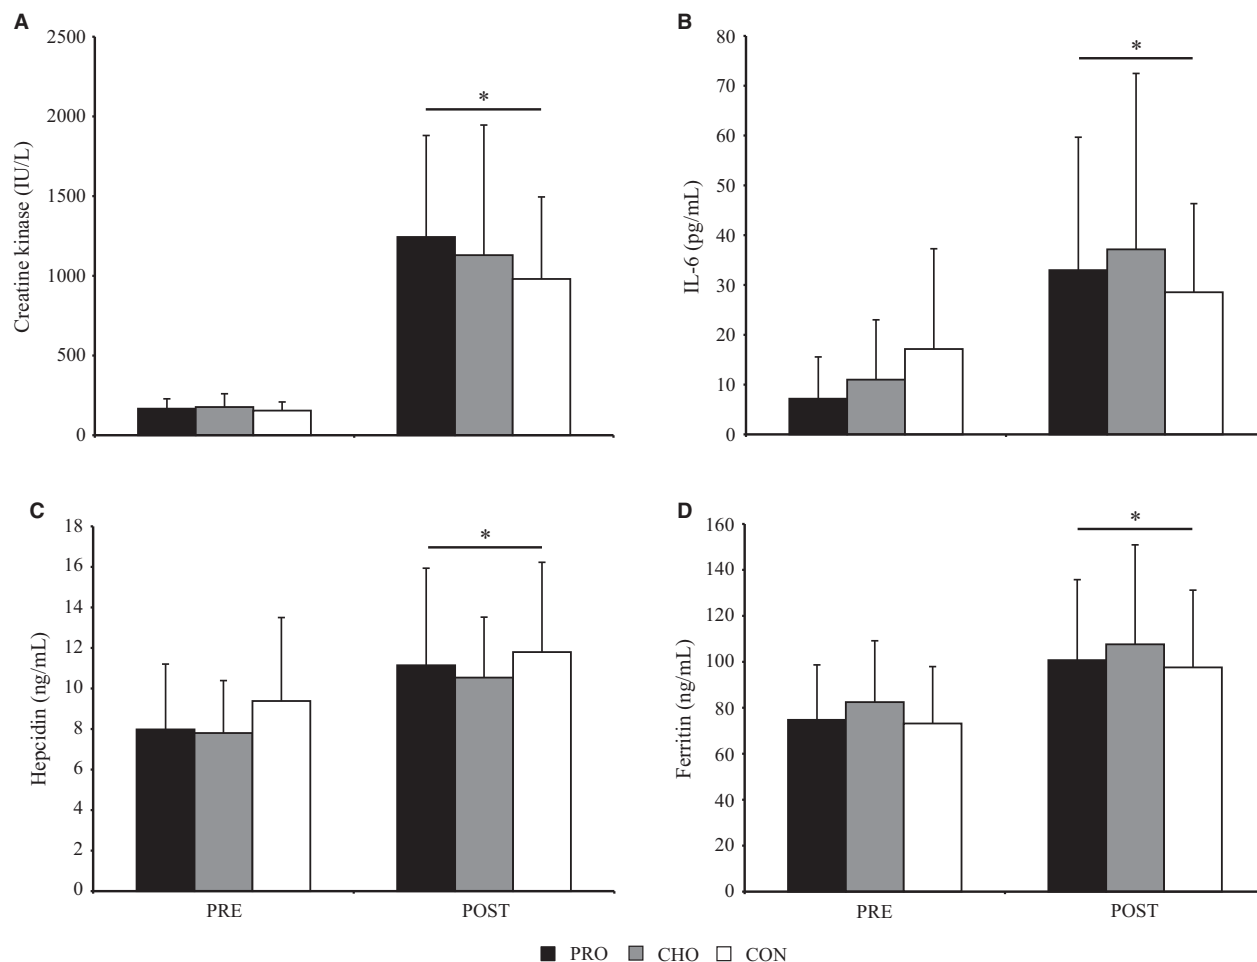 A
Creatine kinase (IU/L)
2500
2000
1500
1000
500
0
*
B
IL-6 (pg/mL)
80
70
60
50
40
30
20
10
0
*
C
Hepcidin (ng/mL)
18
16
14
12
10
8
6
4
2
0
*
PRE
POST
D
Ferritin (ng/mL)
160
140
120
100
80
60
40
20
0
*
PRE
POST
PRO CHO CON